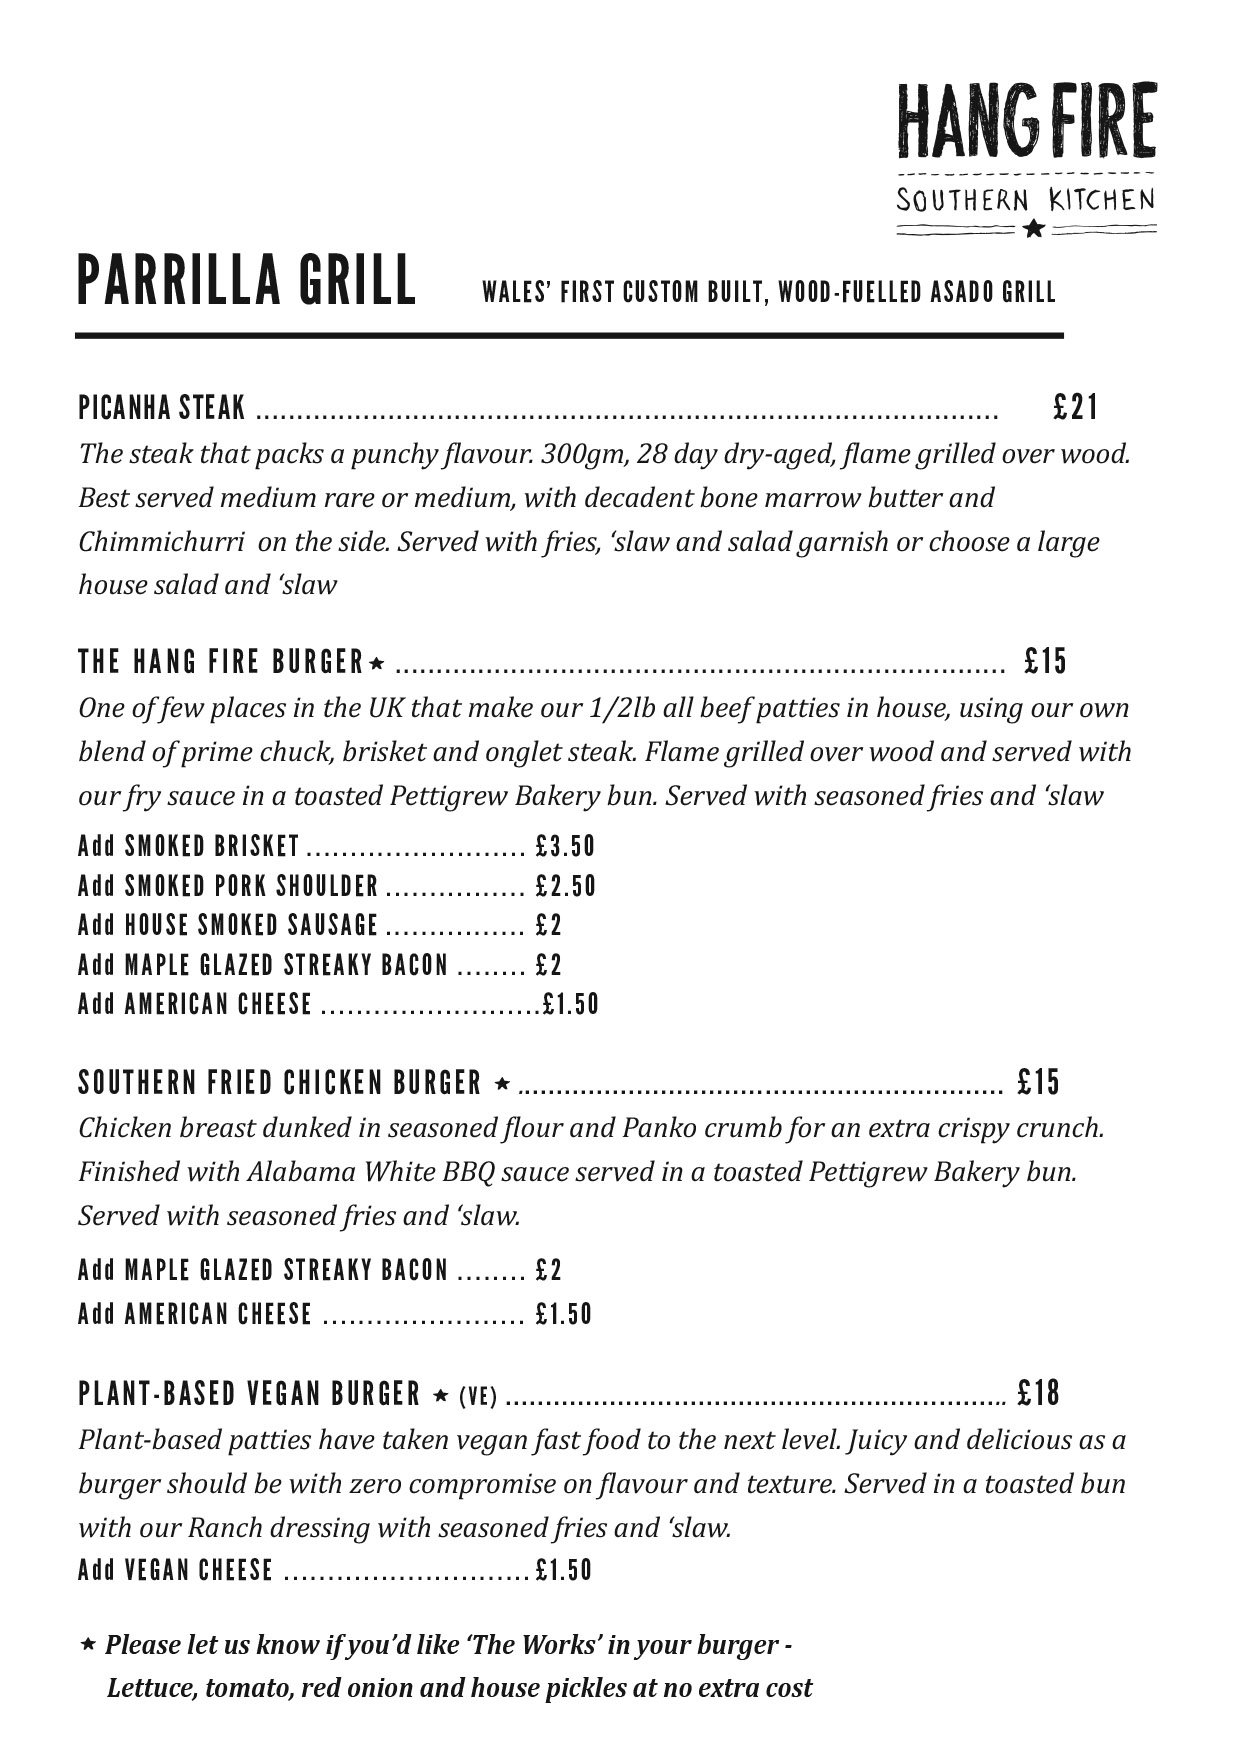 HANG FIRE
SOUTHERN KITCHEN
PARRILLA GRILL WALES’ FIRST CUSTOM BUILT, WOOD-FUELLED ASADO GRILL
PICANHA STEAK .......................................................................................... £21
The steak that packs a punchy flavour. 300gm, 28 day dry-aged, flame grilled over wood.
Best served medium rare or medium, with decadent bone marrow butter and
Chimmichurri  on the side. Served with fries, ‘slaw and salad garnish or choose a large
house salad and ‘slaw
THE HANG FIRE BURGER★ .......................................................................... £15
One of few places in the UK that make our 1/2lb all beef patties in house, using our own
blend of prime chuck, brisket and onglet steak. Flame grilled over wood and served with
our fry sauce in a toasted Pettigrew Bakery bun. Served with seasoned fries and ‘slaw
Add SMOKED BRISKET ......................... £3.50
Add SMOKED PORK SHOULDER ................ £2.50
Add HOUSE SMOKED SAUSAGE ................ £2
Add MAPLE GLAZED STREAKY BACON ........ £2
Add AMERICAN CHEESE .........................£1.50
SOUTHERN FRIED CHICKEN BURGER ★ ............................................................ £15
Chicken breast dunked in seasoned flour and Panko crumb for an extra crispy crunch.
Finished with Alabama White BBQ sauce served in a toasted Pettigrew Bakery bun.
Served with seasoned fries and ‘slaw.
Add MAPLE GLAZED STREAKY BACON ........ £2
Add AMERICAN CHEESE ....................... £1.50
PLANT-BASED VEGAN BURGER ★ (VE) .............................................................. £18
Plant-based patties have taken vegan fast food to the next level. Juicy and delicious as a
burger should be with zero compromise on flavour and texture. Served in a toasted bun
with our Ranch dressing with seasoned fries and ‘slaw.
Add VEGAN CHEESE ............................ £1.50
★ Please let us know if you’d like ‘The Works’ in your burger -
Lettuce, tomato, red onion and house pickles at no extra cost